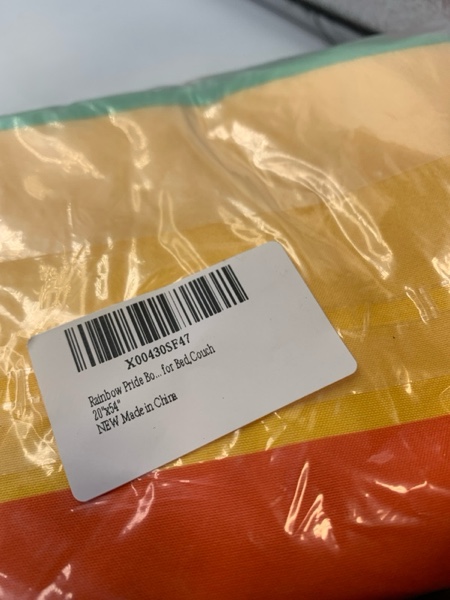 X00430SF47
Rainbow Pride Bo... for Bed,Couch
20"x54"
NEW Made in China